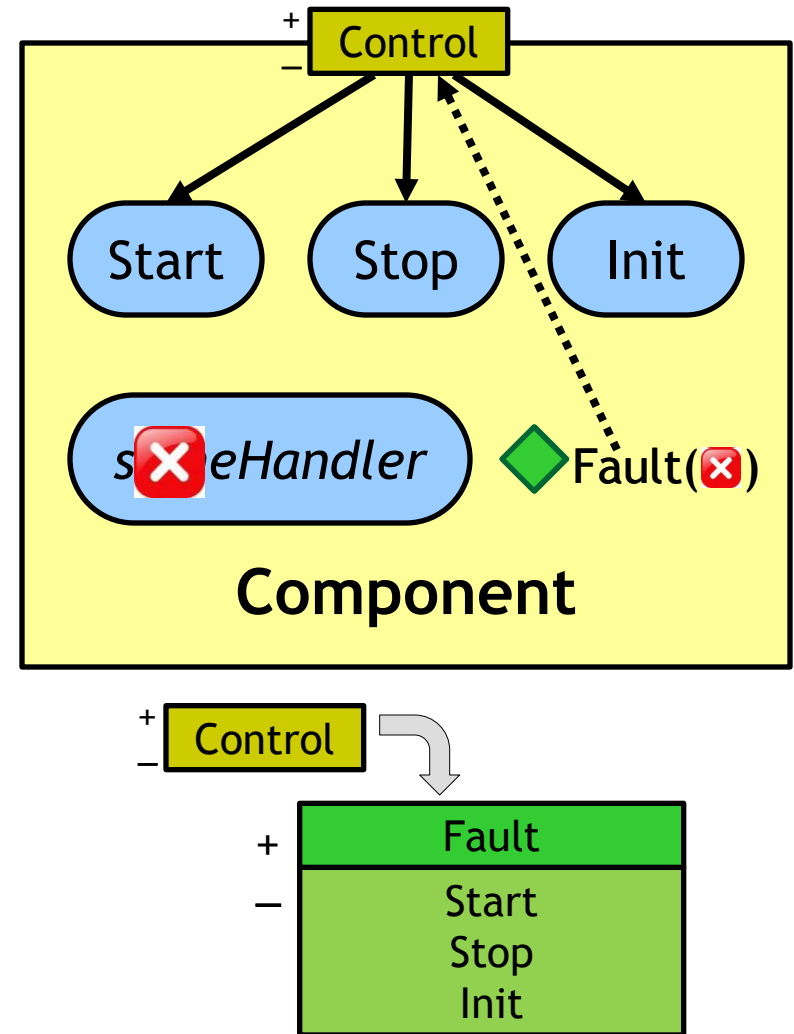 +
Control
–
Start
Stop
Init
eHandler
Fault( )
Component
+
Control
–
+
Fault
–
Start
Stop
Init